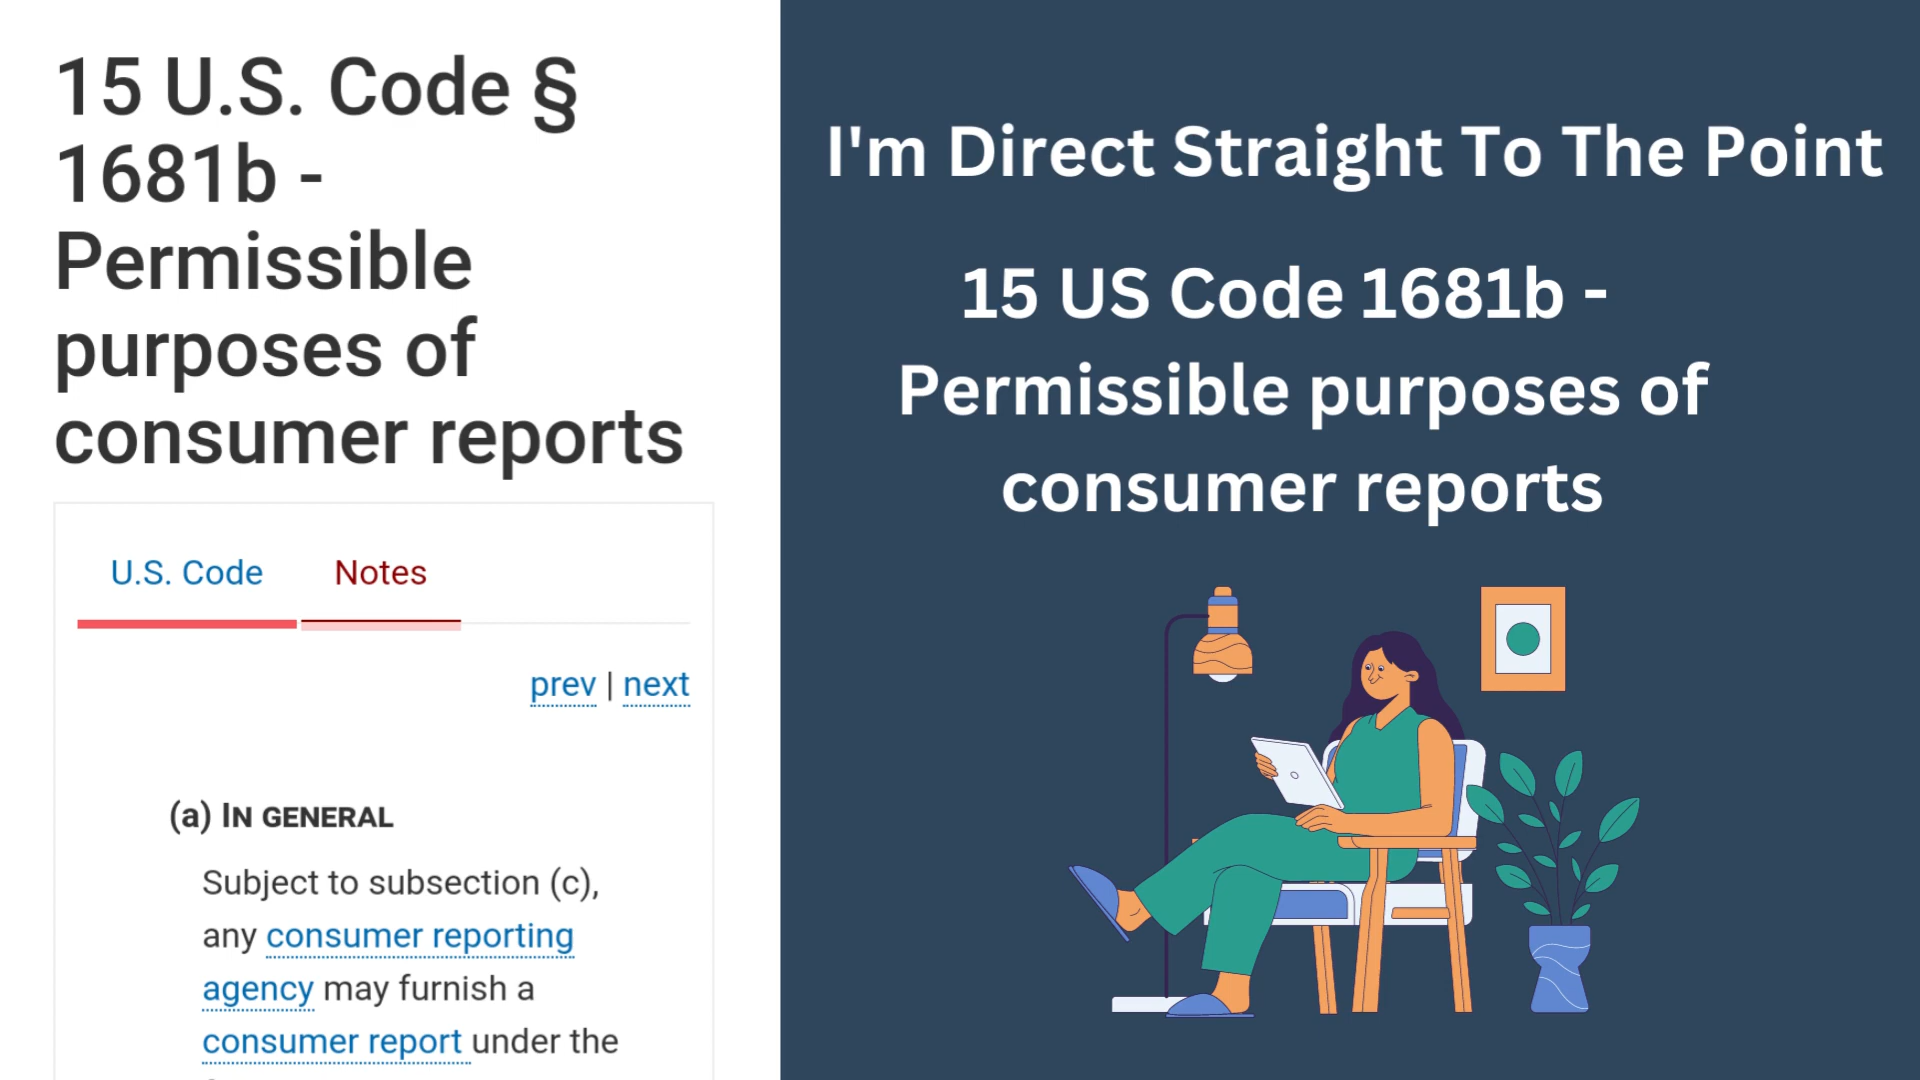 15 U.S. Code §
1681b -
Permissible
purposes of
consumer reports
U.S. Code
Notes
prev | next
(a) IN GENERAL
Subject to subsection (c),
any consumer reporting
agency may furnish a
consumer report under the
I'm Direct Straight To The Point
15 US Code 1681b -
Permissible purposes of
consumer reports